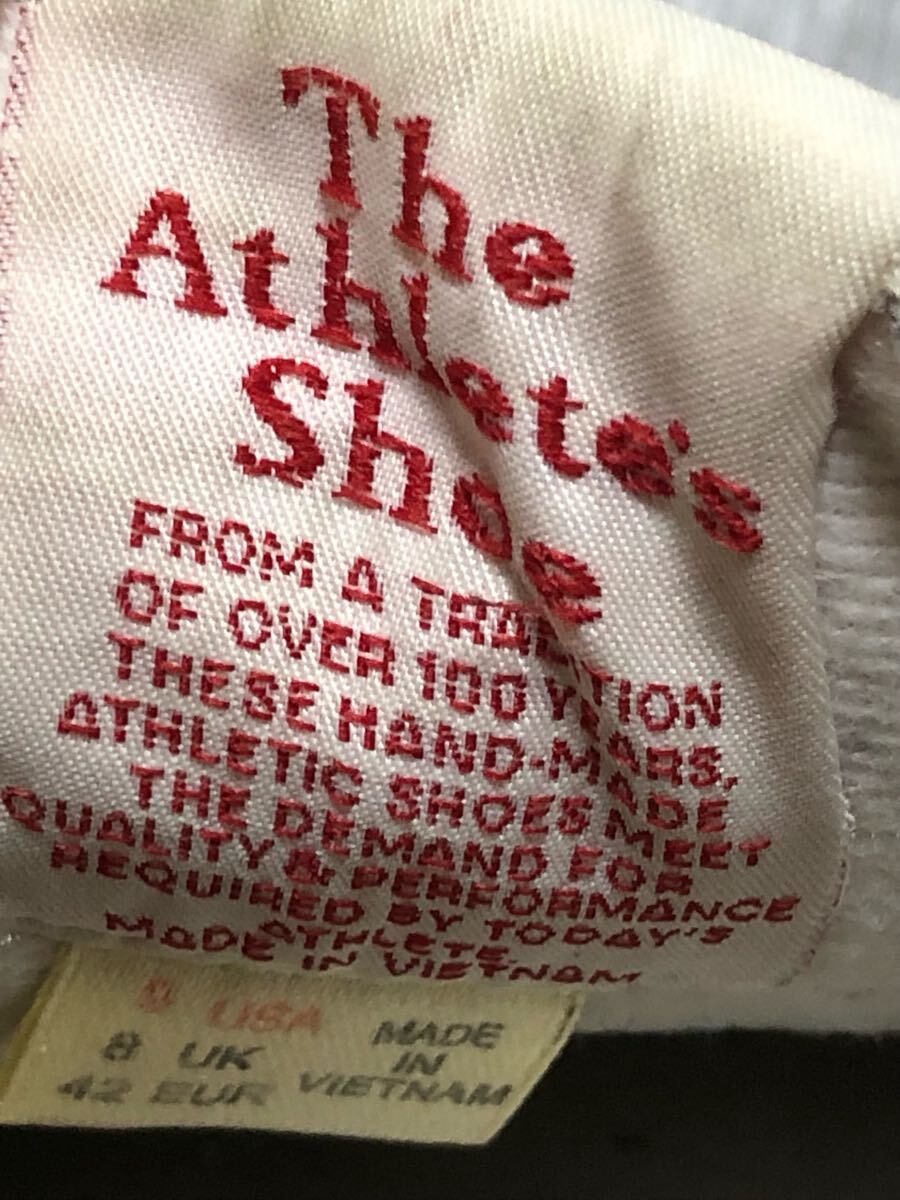 The
Athlete's
Shoe
FROM A TRADITION
OF OVER 100 YEARS,
THESE HAND-MADE
ATHLETIC SHOES MEET
THE DEMAND FOR
QUALITY & PERFORMANCE
REQUIRED BY TODAY'S
ATHLETE.
MADE IN VIETNAM
9 USA
8 UK
42 EUR
MADE
IN
VIETNAM